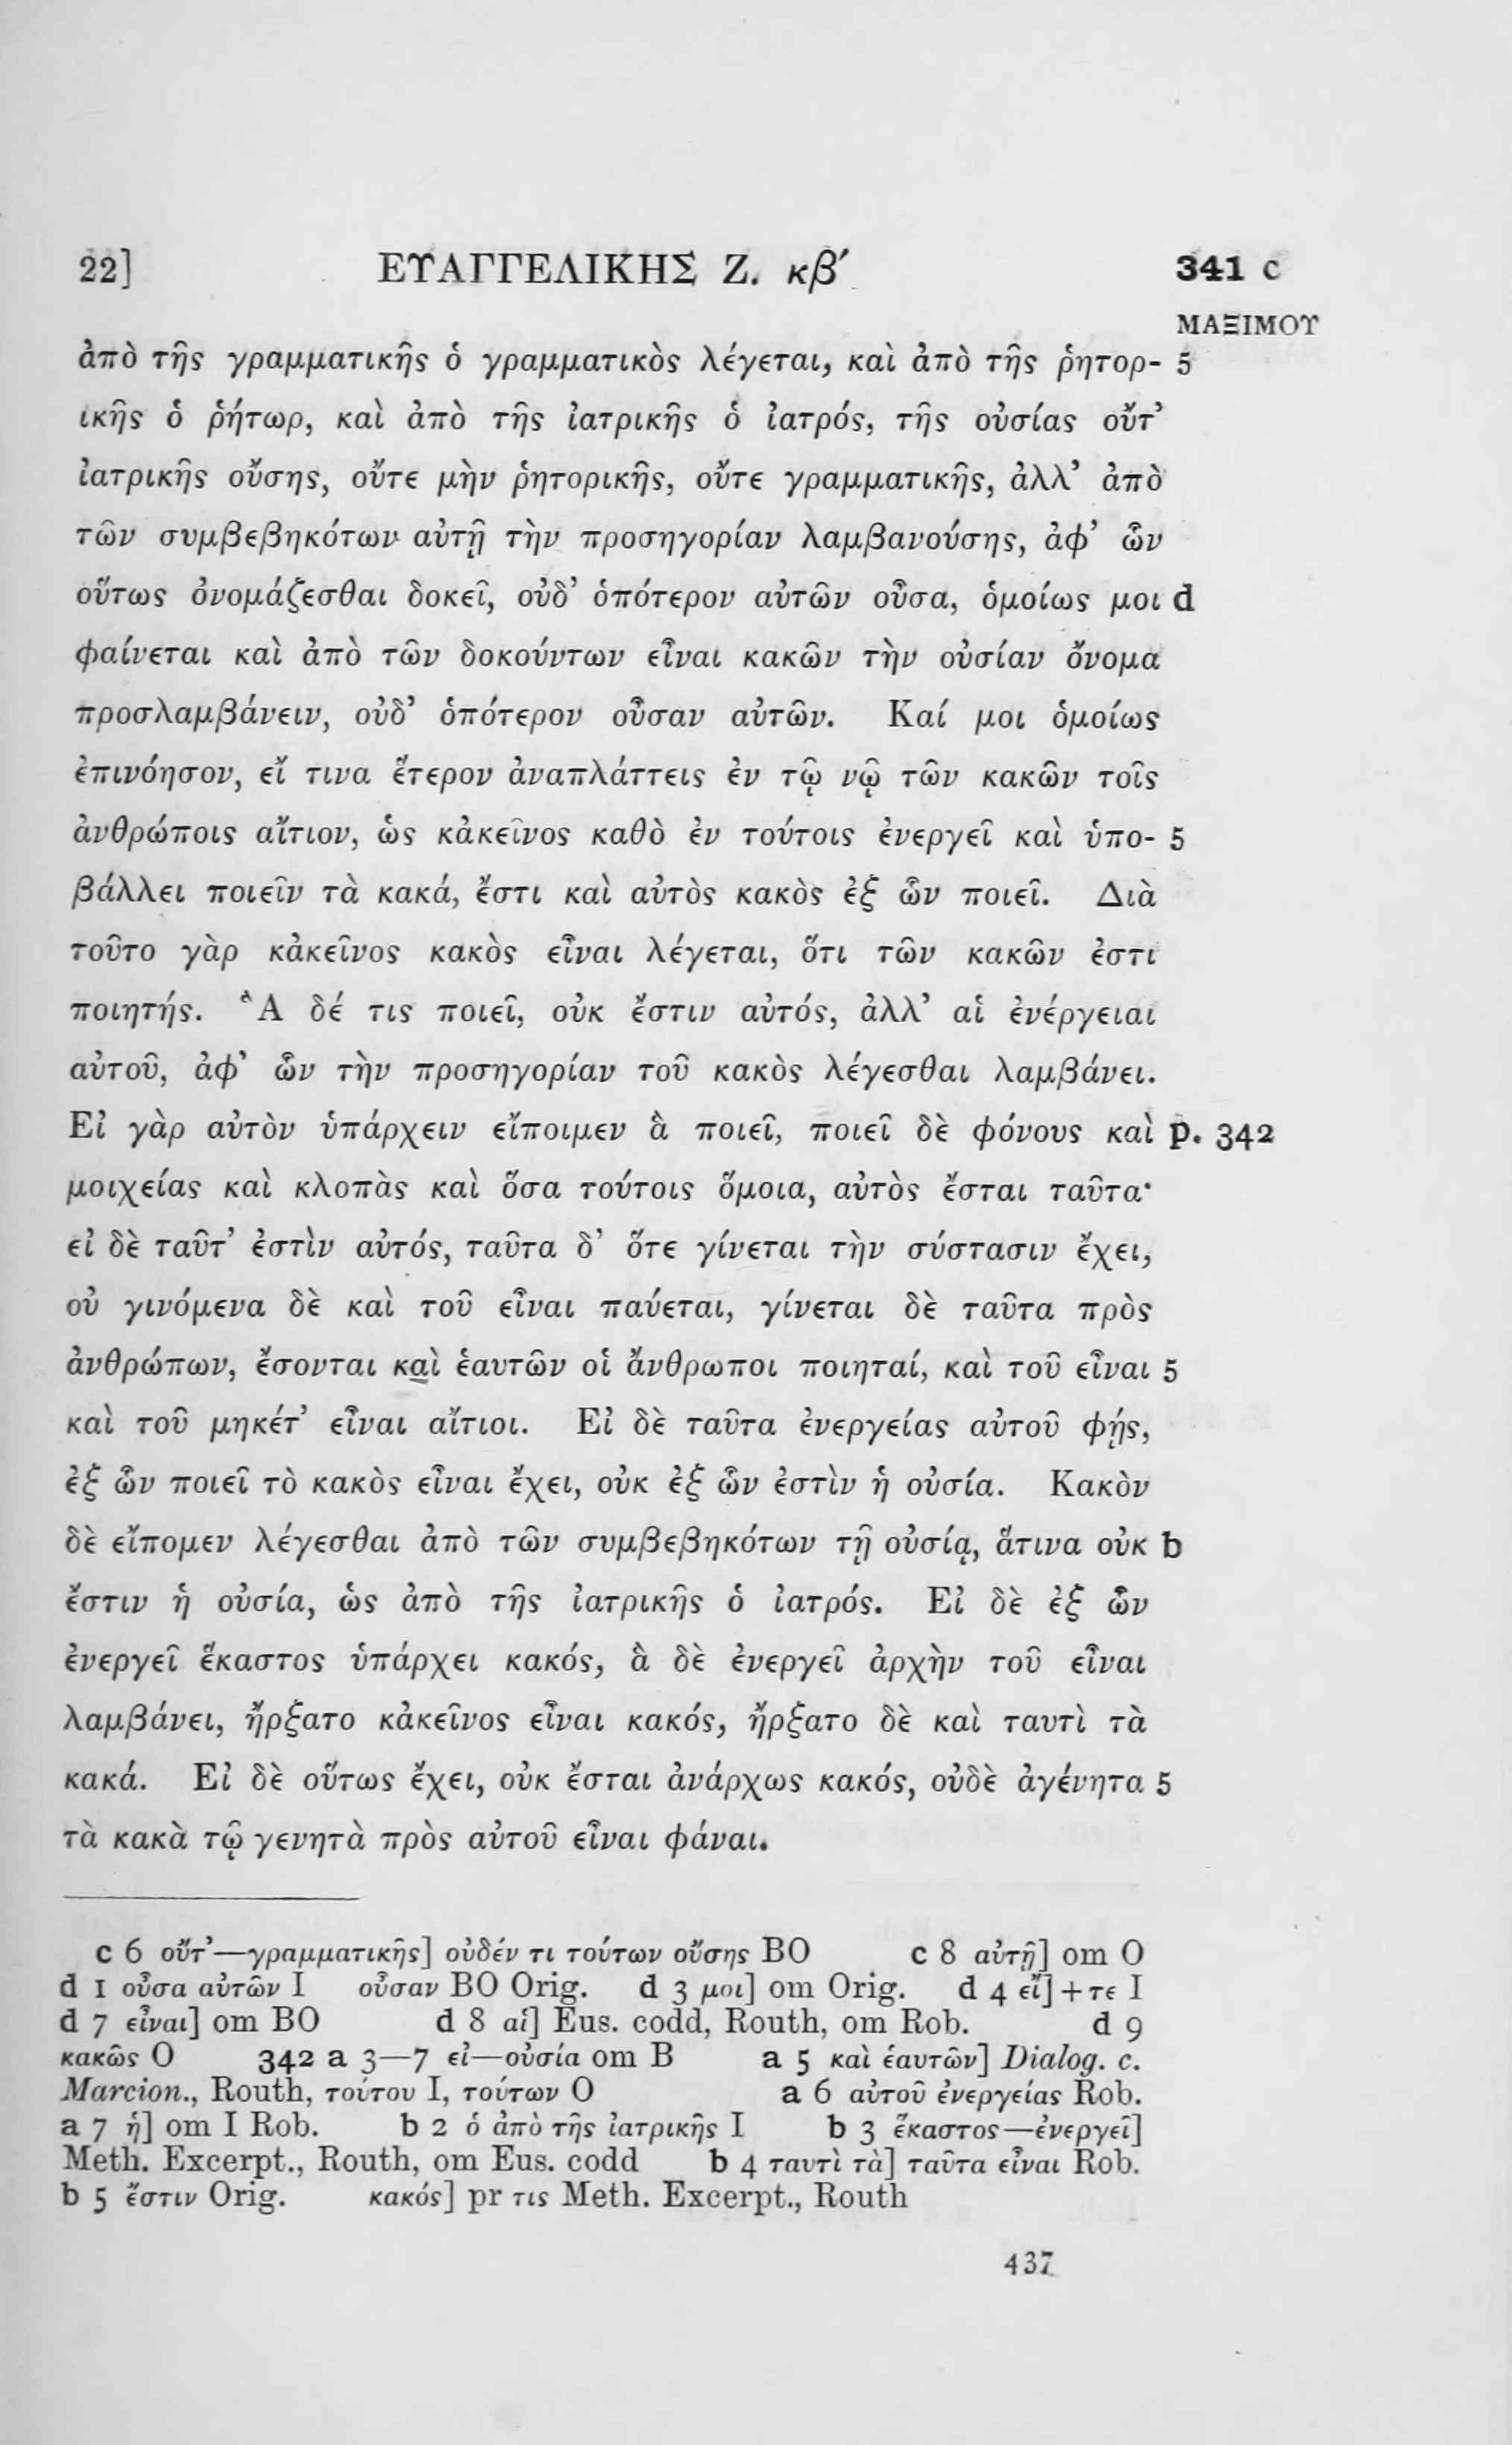 22] ΕΥΑΓΓΕΛΙΚΗΣ Ζ. κβ′ 341 c
ΜΑΞΙΜΟΥ
ἀπὸ τῆς γραμματικῆς ὁ γραμματικὸς λέγεται, καὶ ἀπὸ τῆς ῥητορ- 5
ικῆς ὁ ῥήτωρ, καὶ ἀπὸ τῆς ἰατρικῆς ὁ ἰατρός, τῆς οὐσίας οὔτ’
ἰατρικῆς οὔσης, οὔτε μὴν ῥητορικῆς, οὔτε γραμματικῆς, ἀλλ’ ἀπὸ
τῶν συμβεβηκότων αὐτῇ τὴν προσηγορίαν λαμβανούσης, ἀφ’ ὧν
οὕτως ὀνομάζεσθαι δοκεῖ, οὐδ’ ὁπότερον αὐτῶν οὖσα, ὁμοίως μοι d
φαίνεται καὶ ἀπὸ τῶν δοκούντων εἶναι κακῶν τὴν οὐσίαν ὄνομα
προσλαμβάνειν, οὐδ’ ὁπότερον οὖσαν αὐτῶν. Καί μοι ὁμοίως
ἐπινόησον, εἴ τινα ἕτερον ἀναπλάττεις ἐν τῷ νῷ τῶν κακῶν τοῖς
ἀνθρώποις αἴτιον, ὡς κἀκεῖνος καθὸ ἐν τούτοις ἐνεργεῖ καὶ ὑπο- 5
βάλλει ποιεῖν τὰ κακά, ἔστι καὶ αὐτὸς κακὸς ἐξ ὧν ποιεῖ. Διὰ
τοῦτο γὰρ κἀκεῖνος κακὸς εἶναι λέγεται, ὅτι τῶν κακῶν ἐστι
ποιητής. Ἃ δέ τις ποιεῖ, οὐκ ἔστιν αὐτός, ἀλλ’ αἱ ἐνέργειαι
αὐτοῦ, ἀφ’ ὧν τὴν προσηγορίαν τοῦ κακὸς λέγεσθαι λαμβάνει.
Εἰ γὰρ αὐτὸν ὑπάρχειν εἴποιμεν ἃ ποιεῖ, ποιεῖ δὲ φόνους καὶ p. 342
μοιχείας καὶ κλοπὰς καὶ ὅσα τούτοις ὅμοια, αὐτὸς ἔσται ταῦτα·
εἰ δὲ ταῦτ’ ἐστὶν αὐτός, ταῦτα δ’ ὅτε γίνεται τὴν σύστασιν ἔχει,
οὐ γινόμενα δὲ καὶ τοῦ εἶναι παύεται, γίνεται δὲ ταῦτα πρὸς
ἀνθρώπων, ἔσονται καὶ ἑαυτῶν οἱ ἄνθρωποι ποιηταί, καὶ τοῦ εἶναι 5
καὶ τοῦ μηκέτ’ εἶναι αἴτιοι. Εἰ δὲ ταῦτα ἐνεργείας αὐτοῦ φῄς,
ἐξ ὧν ποιεῖ τὸ κακὸς εἶναι ἔχει, οὐκ ἐξ ὧν ἐστὶν ἡ οὐσία. Κακὸν
δὲ εἴπομεν λέγεσθαι ἀπὸ τῶν συμβεβηκότων τῇ οὐσίᾳ, ἅτινα οὐκ b
ἔστιν ἡ οὐσία, ὡς ἀπὸ τῆς ἰατρικῆς ὁ ἰατρός. Εἰ δὲ ἐξ ὧν
ἐνεργεῖ ἕκαστος ὑπάρχει κακός, ἃ δὲ ἐνεργεῖ ἀρχὴν τοῦ εἶναι
λαμβάνει, ἤρξατο κἀκεῖνος εἶναι κακός, ἤρξατο δὲ καὶ ταυτὶ τὰ
κακά. Εἰ δὲ οὕτως ἔχει, οὐκ ἔσται ἀνάρχως κακός, οὐδὲ ἀγένητα 5
τὰ κακὰ τῷ γενητὰ πρὸς αὐτοῦ εἶναι φάναι.
c 6 οὔτ’—γραμματικῆς] οὐδέν τι τούτων οὔσης BO c 8 αὐτῇ] om O
d 1 οὖσα αὐτῶν I οὖσαν BO Orig. d 3 μοι] om Orig. d 4 εἴ]+τε I
d 7 εἶναι] om BO d 8 αἱ] Eus. codd, Routh, om Rob. d 9
κακῶς O 342 a 3—7 εἰ—οὐσία om B a 5 καὶ ἑαυτῶν] Dialog. c.
Marcion., Routh, τούτου I, τούτων O a 6 αὐτοῦ ἐνεργείας Rob.
a 7 ἡ] om I Rob. b 2 ὁ ἀπὸ τῆς ἰατρικῆς I b 3 ἕκαστος—ἐνεργεῖ]
Meth. Excerpt., Routh, om Eus. codd b 4 ταυτὶ τὰ] ταῦτα εἶναι Rob.
b 5 ἔστιν Orig. κακός] pr τις Meth. Excerpt., Routh
437